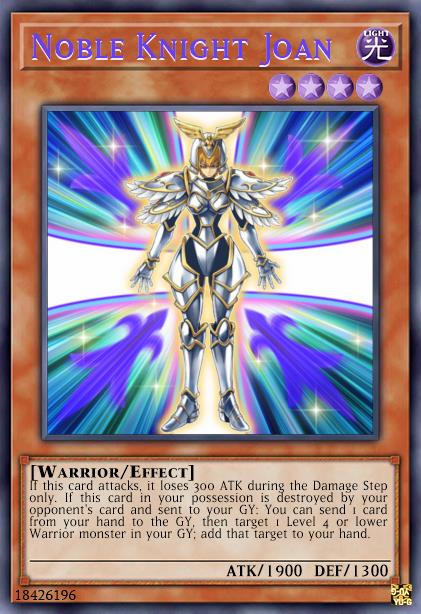 Noble Knight Joan
LIGHT
光
[Warrior/Effect]
If this card attacks, it loses 300 ATK during the Damage Step
only. If this card in your possession is destroyed by your
opponent's card and sent to your GY: You can send 1 card
from your hand to the GY, then target 1 Level 4 or lower
Warrior monster in your GY; add that target to your hand.
ATK/1900 DEF/1300
18426196